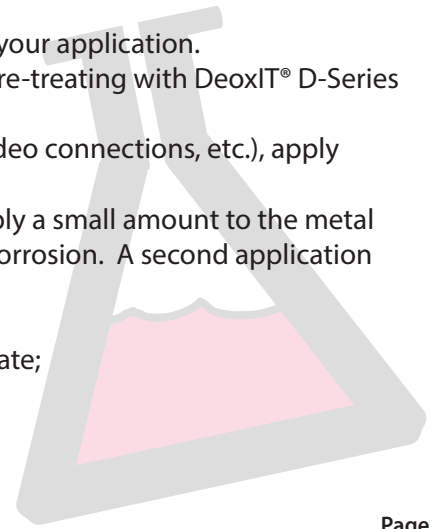 your application.
re-treating with DeoxIT® D-Series
deo connections, etc.), apply
ply a small amount to the metal
orrosion. A second application
ate;
Page